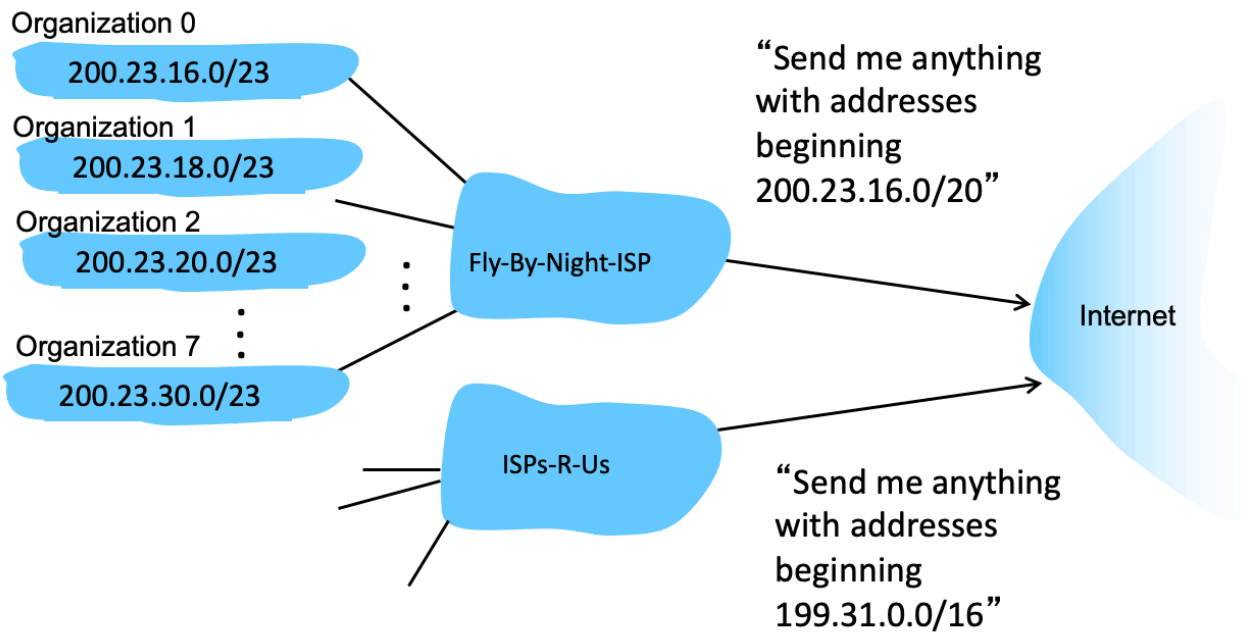 Organization 0
200.23.16.0/23
Organization 1
200.23.18.0/23
Organization 2
200.23.20.0/23
Organization 7
200.23.30.0/23
Fly-By-Night-ISP
ISPs-R-Us
“Send me anything
with addresses
beginning
200.23.16.0/20”
Internet
“Send me anything
with addresses
beginning
199.31.0.0/16”